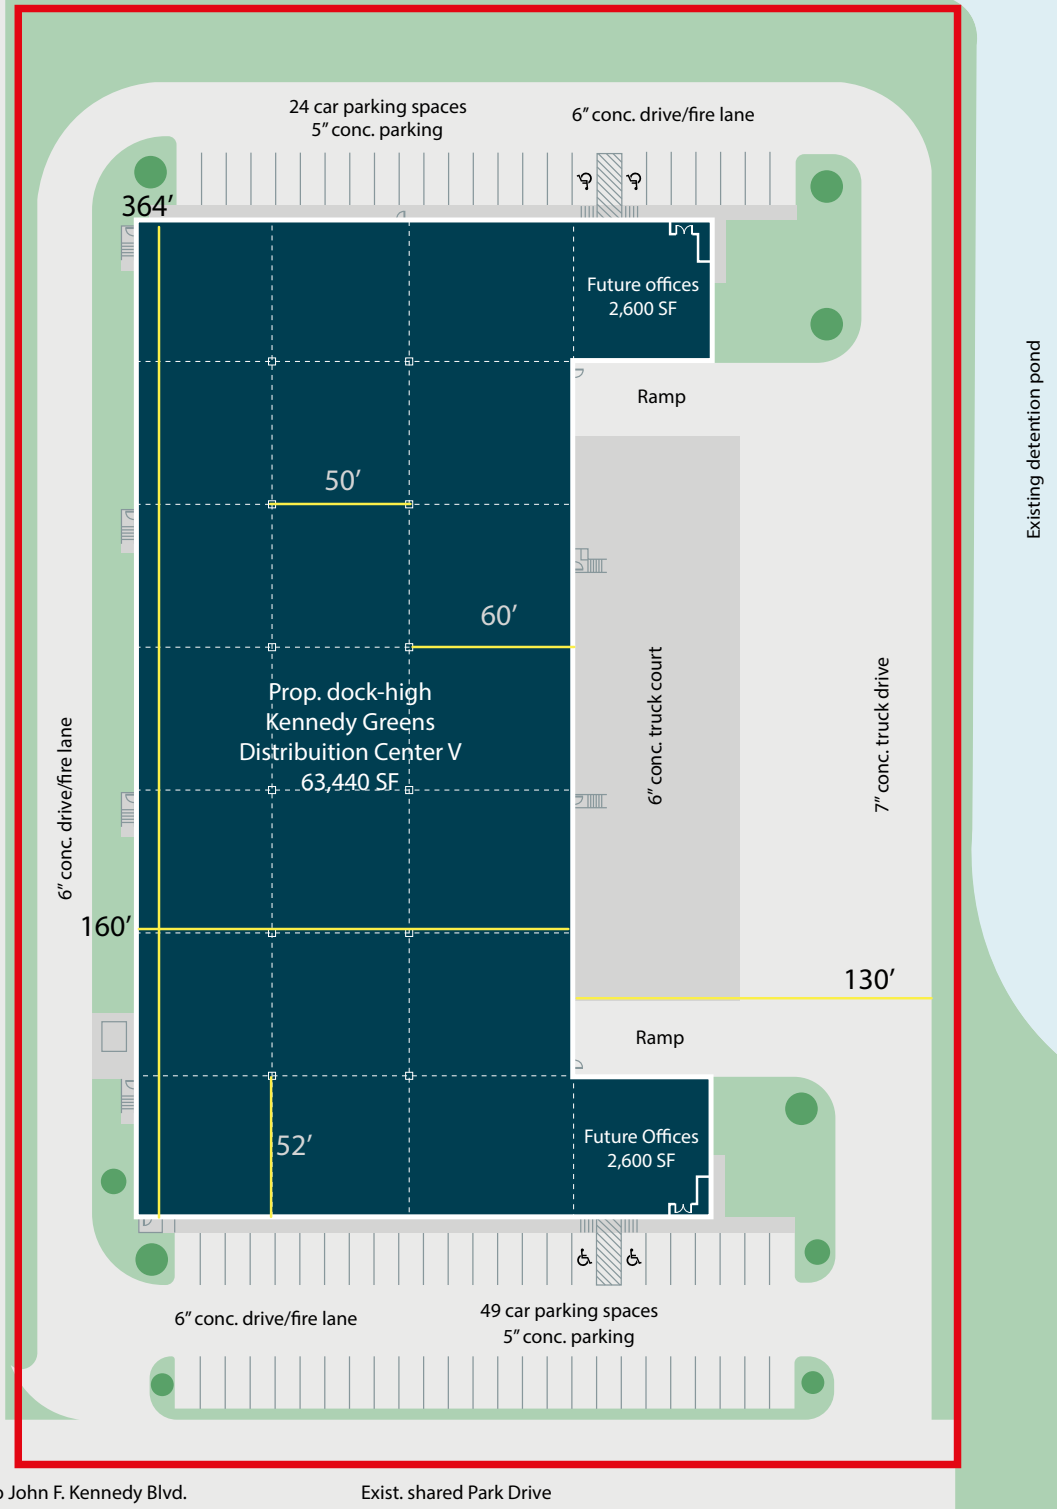 24 car parking spaces
5” conc. parking
6” conc. drive/fire lane
364’
Future offices
2,600 SF
Ramp
Existing detention pond
50’
60’
Prop. dock-high
Kennedy Greens
Distribuition Center V
63,440 SF
6” conc. truck court
7” conc. truck drive
6” conc. drive/fire lane
160’
130’
Ramp
52’
Future Offices
2,600 SF
6” conc. drive/fire lane
49 car parking spaces
5” conc. parking
John F. Kennedy Blvd.
Exist. shared Park Drive